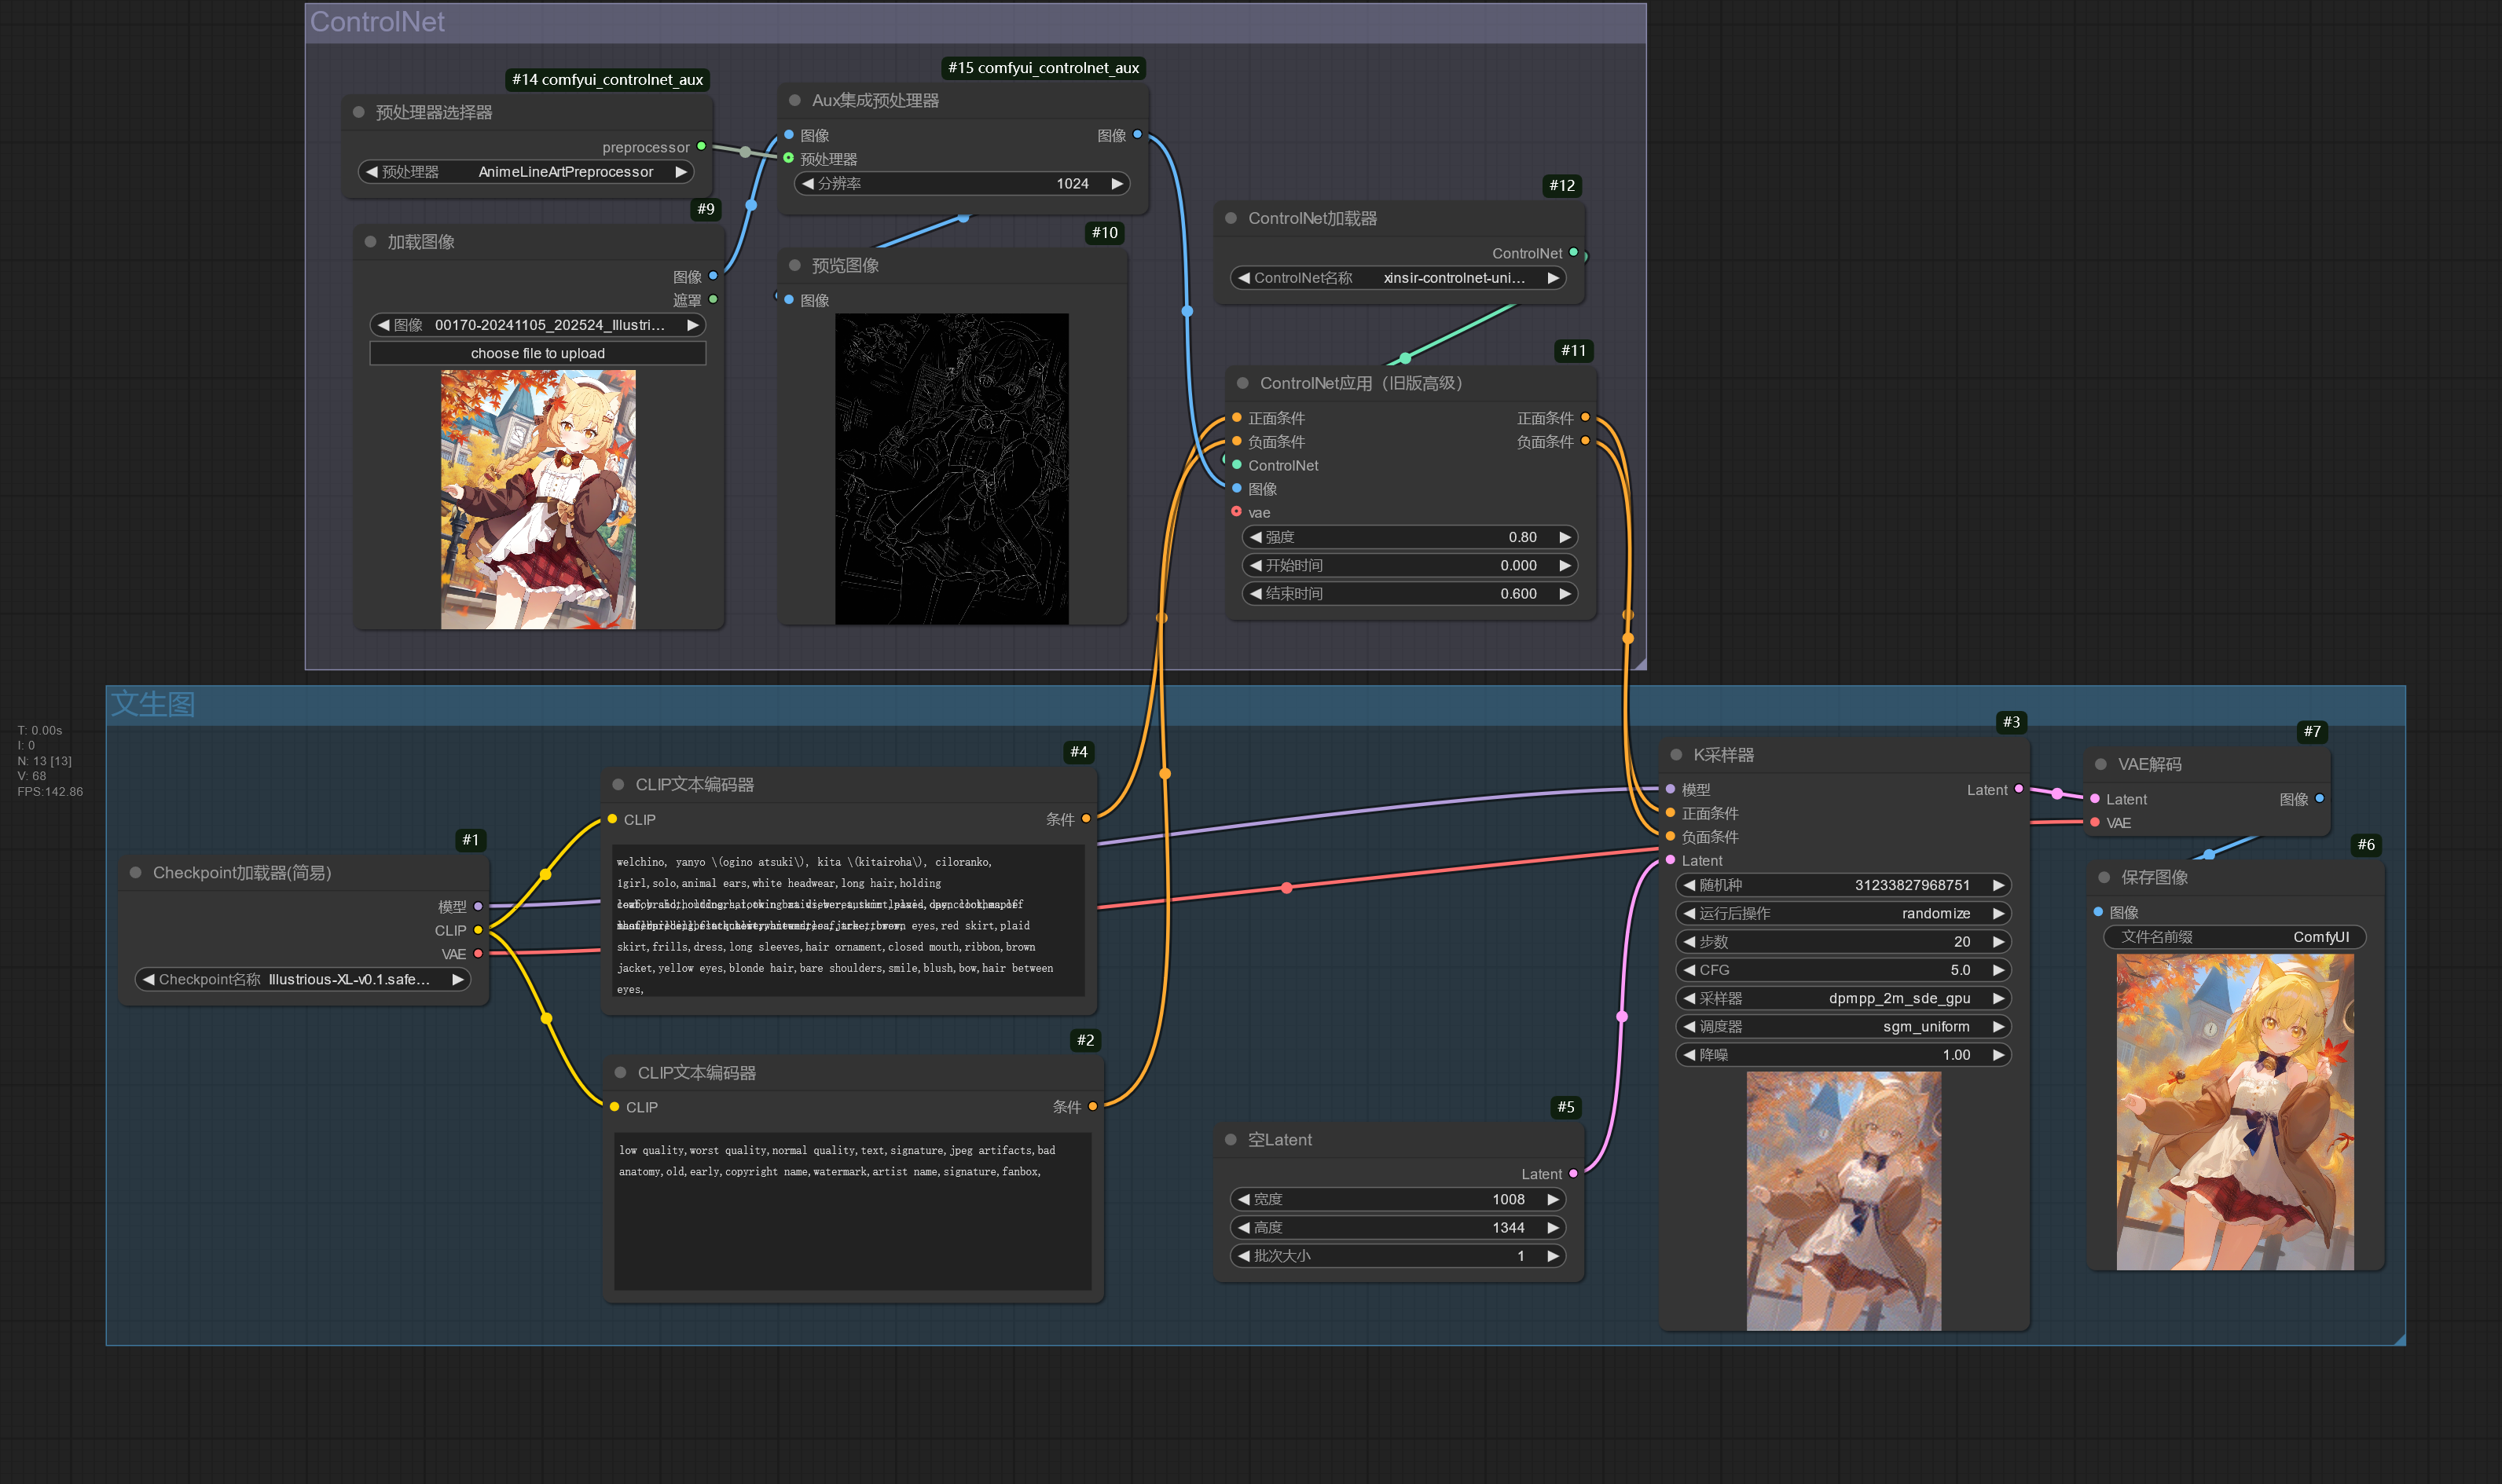 ControlNet
#14 comfyui_controlnet_aux
预处理器选择器
preprocessor
预处理器 AnimeLineArtPreprocessor
#9
加载图像
图像
遮罩
图像 00170-20241105_202524_Illustri...
choose file to upload
#15 comfyui_controlnet_aux
Aux集成预处理器
图像 图像
预处理器
分辨率 1024
#10
预览图像
图像
#12
ControlNet加载器
ControlNet
ControlNet名称 xinsir-controlnet-uni...
#11
ControlNet应用（旧版高级）
正面条件 正面条件
负面条件 负面条件
ControlNet
图像
vae
强度 0.80
开始时间 0.000
结束时间 0.600
文生图
T: 0.00s
I: 0
N: 13 [13]
V: 68
FPS:142.86
#1
Checkpoint加载器(简易)
模型
CLIP
VAE
Checkpoint名称 Illustrious-XL-v0.1.safe...
#4
CLIP文本编码器
CLIP 条件
welchino, yanyo \(ogino atsuki\), kita \(kitairoha\), ciloranko,
1girl,solo,animal ears,white headwear,long hair,holding
eyes,red skirt,plaid
skirt,frills,dress,long sleeves,hair ornament,closed mouth,ribbon,brown
jacket,yellow eyes,blonde hair,bare shoulders,smile,blush,bow,hair between
eyes,
#2
CLIP文本编码器
CLIP 条件
low quality,worst quality,normal quality,text,signature,jpeg artifacts,bad
anatomy,old,early,copyright name,watermark,artist name,signature,fanbox,
#5
空Latent
Latent
宽度 1008
高度 1344
批次大小 1
#3
K采样器
模型 Latent
正面条件
负面条件
Latent
随机种 31233827968751
运行后操作 randomize
步数 20
CFG 5.0
采样器 dpmpp_2m_sde_gpu
调度器 sgm_uniform
降噪 1.00
#7
VAE解码
Latent 图像
VAE
#6
保存图像
图像
文件名前缀 ComfyUI